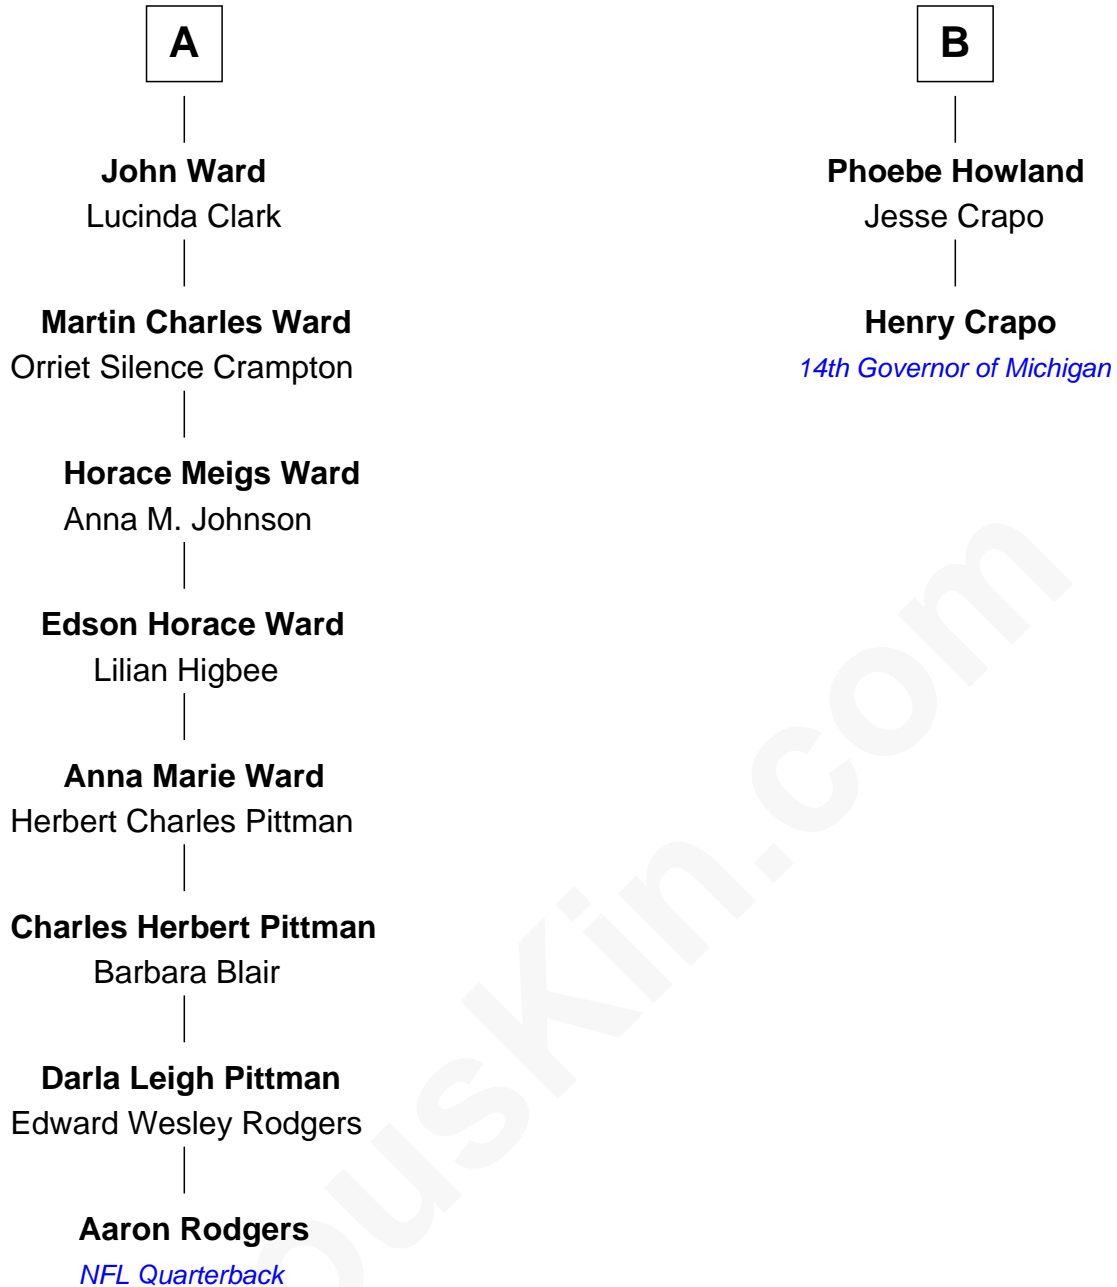 A
John Ward
Lucinda Clark
Martin Charles Ward
Orriet Silence Crampton
Horace Meigs Ward
Anna M. Johnson
Edson Horace Ward
Lilian Higbee
Anna Marie Ward
Herbert Charles Pittman
Charles Herbert Pittman
Barbara Blair
Darla Leigh Pittman
Edward Wesley Rodgers
Aaron Rodgers
NFL Quarterback
B
Phoebe Howland
Jesse Crapo
Henry Crapo
14th Governor of Michigan
ousKin.com